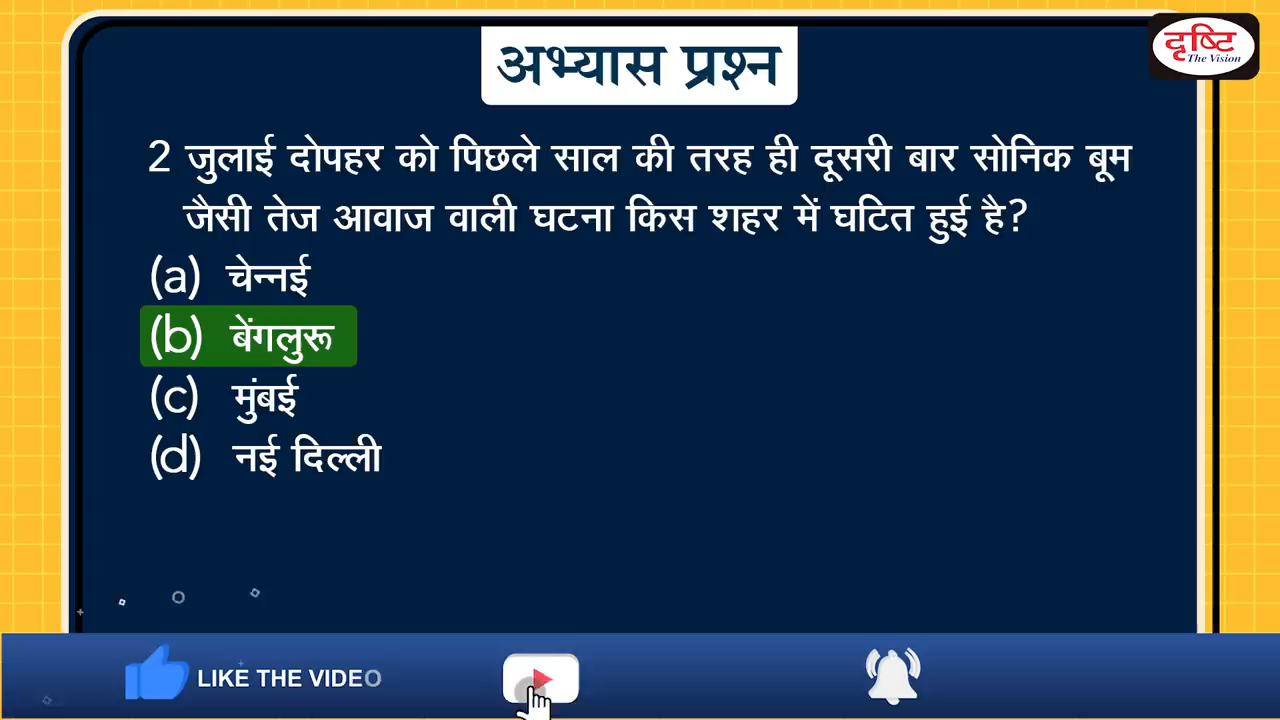 अभ्यास प्रश्न
दृष्टि
The Vision
2 जुलाई दोपहर को पिछले साल की तरह ही दूसरी बार सोनिक बूम
जैसी तेज आवाज वाली घटना किस शहर में घटित हुई है?
(a) चेन्नई
(b) बेंगलुरू
(c) मुंबई
(d) नई दिल्ली
LIKE THE VIDEO